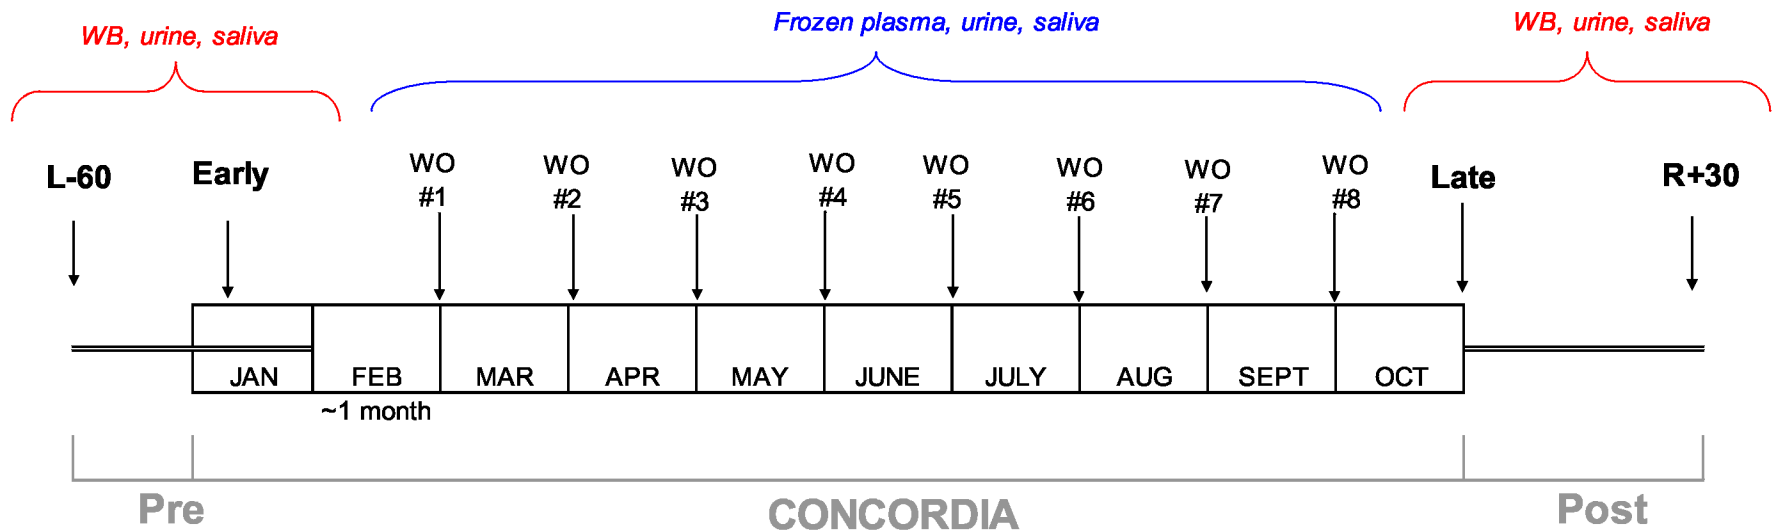 WB, urine, saliva
Frozen plasma, urine, saliva
WB, urine, saliva
L-60
Early
WO
#1
WO
#2
WO
#3
WO
#4
WO
#5
WO
#6
WO
#7
WO
#8
Late
R+30
JAN
FEB
MAR
APR
MAY
JUNE
JULY
AUG
SEPT
OCT
~1 month
Pre
CONCORDIA
Post